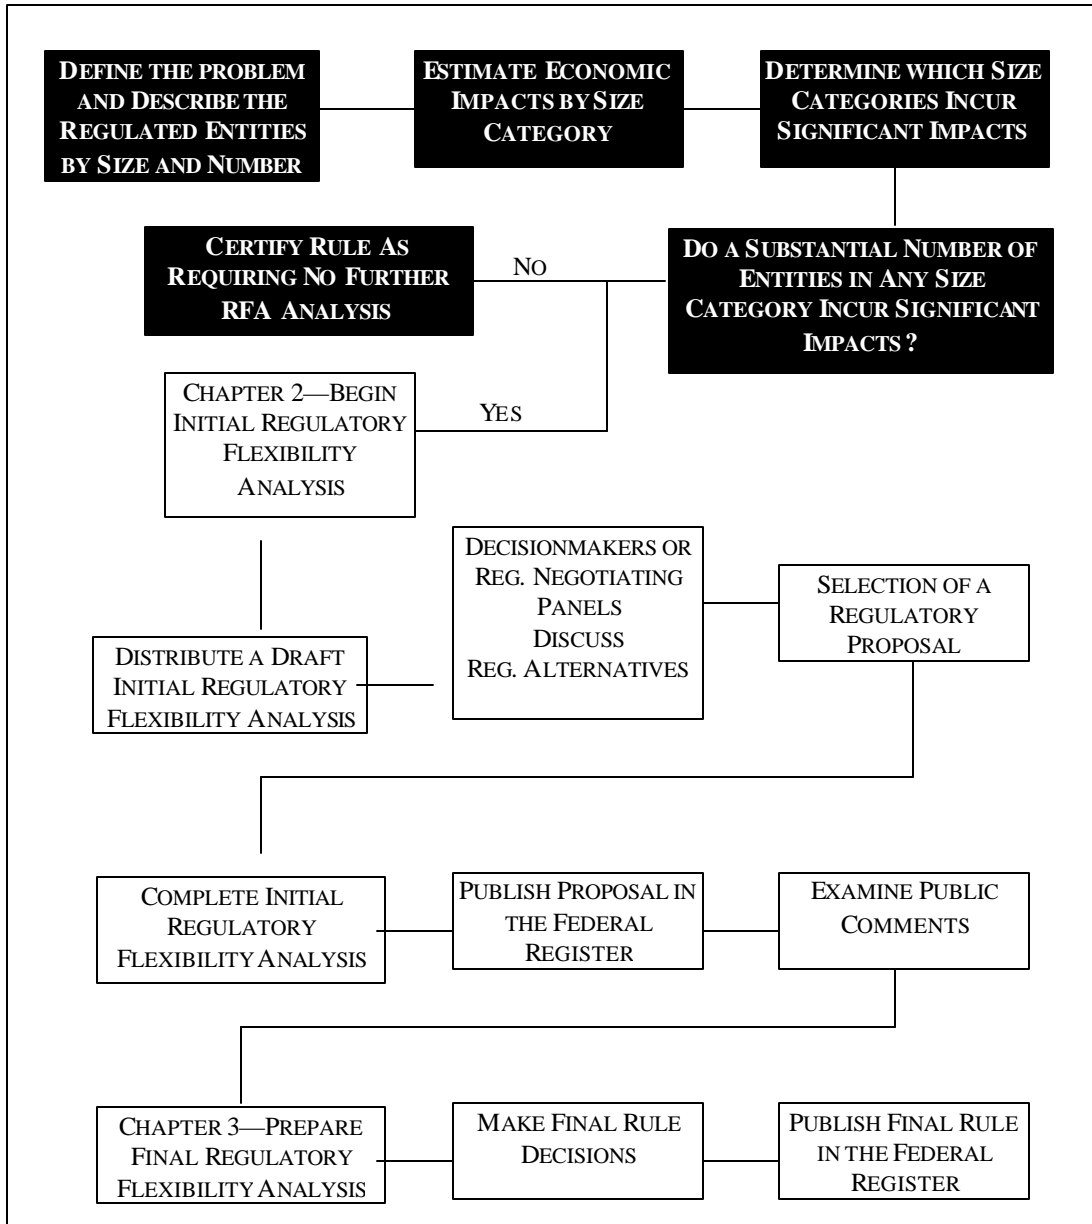 DEFINE THE PROBLEM
AND DESCRIBE THE
REGULATED ENTITIES
BY SIZE AND NUMBER
ESTIMATE ECONOMIC
IMPACTS BY SIZE
CATEGORY
DETERMINE WHICH SIZE
CATEGORIES INCUR
SIGNIFICANT IMPACTS
CERTIFY RULE AS
REQUIRING NO FURTHER
RFA ANALYSIS
NO
DO A SUBSTANTIAL NUMBER OF
ENTITIES IN ANY SIZE
CATEGORY INCUR SIGNIFICANT
IMPACTS?
CHAPTER 2—BEGIN
INITIAL REGULATORY
FLEXIBILITY
ANALYSIS
YES
DISTRIBUTE A DRAFT
INITIAL REGULATORY
FLEXIBILITY ANALYSIS
DECISIONMAKERS OR
REG. NEGOTIATING
PANELS
DISCUSS
REG. ALTERNATIVES
SELECTION OF A
REGULATORY
PROPOSAL
COMPLETE INITIAL
REGULATORY
FLEXIBILITY ANALYSIS
PUBLISH PROPOSAL IN
THE FEDERAL
REGISTER
EXAMINE PUBLIC
COMMENTS
CHAPTER 3—PREPARE
FINAL REGULATORY
FLEXIBILITY ANALYSIS
MAKE FINAL RULE
DECISIONS
PUBLISH FINAL RULE
IN THE FEDERAL
REGISTER